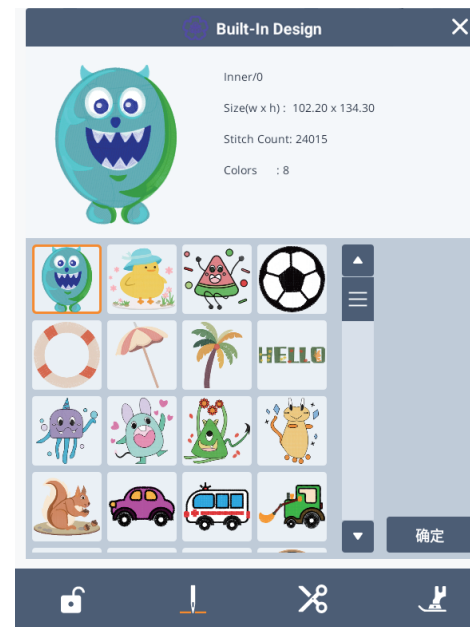 Built-In Design
Inner/0
Size(w x h) : 102.20 x 134.30
Stitch Count: 24015
Colors : 8
HELLO
确定